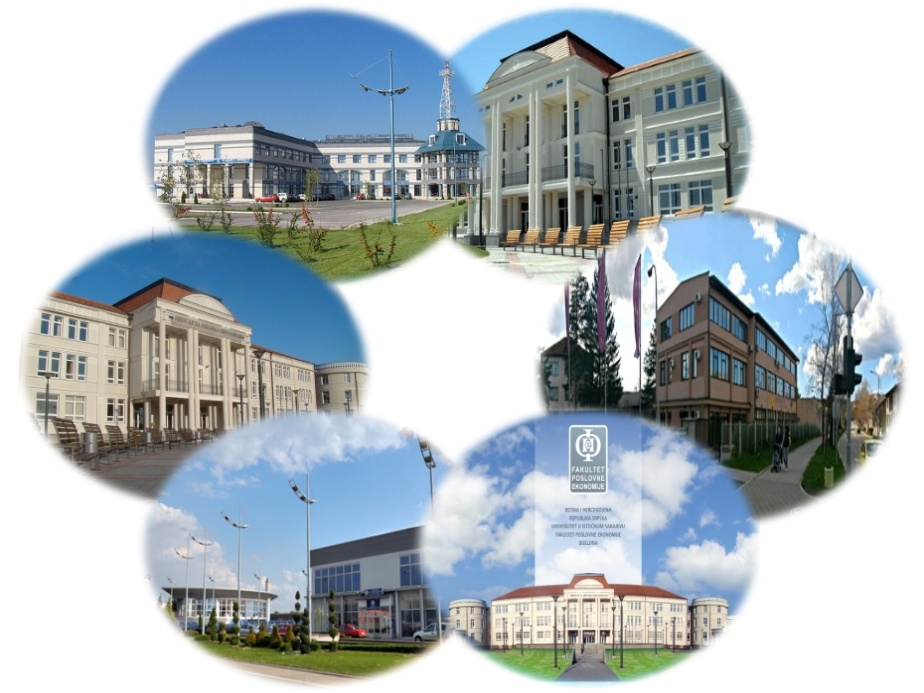 FAKULTET
POSLOVNE
EKONOMIJE
BOSNA I HERCEGOVINA
REPUBLIKA SRPSKA
UNIVERZITET U ISTOČNOM SARAJEVU
FAKULTET POSLOVNE EKONOMIJE
BIJELJINA